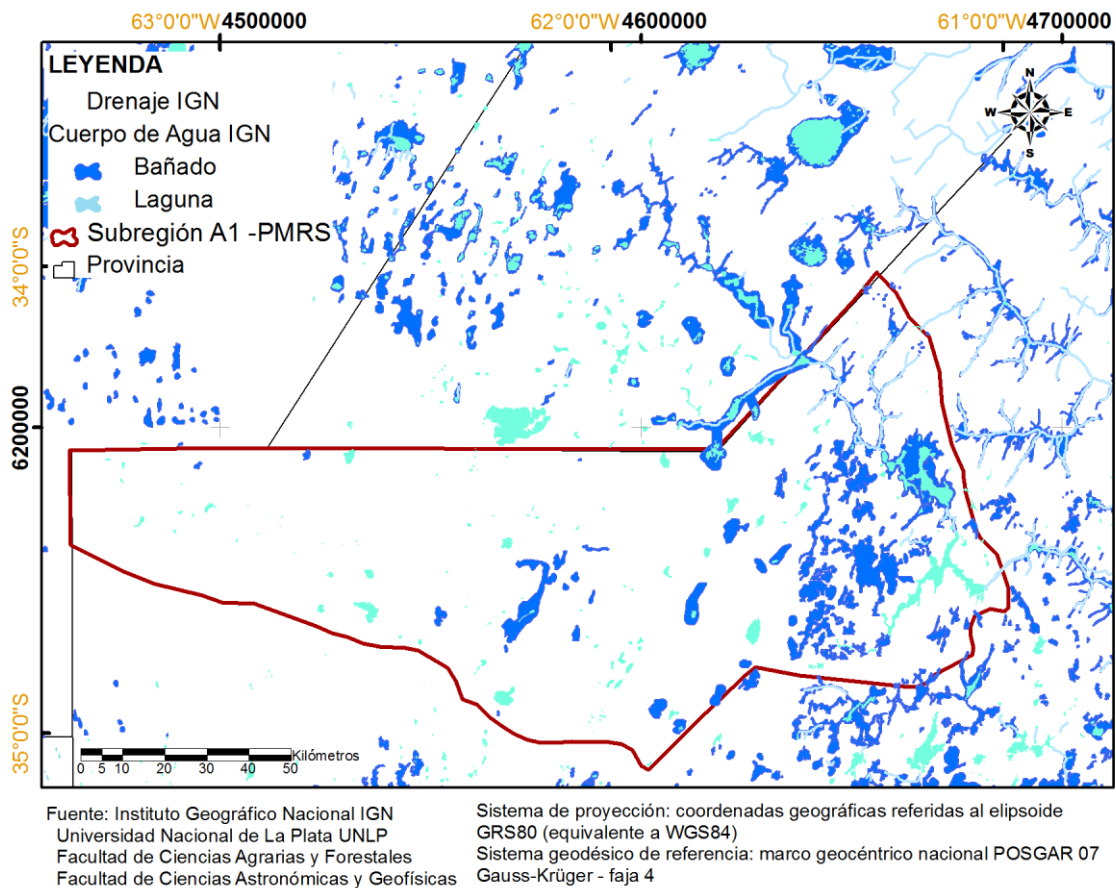 63°0'0"W 4500000 62°0'0"W 4600000 61°0'0"W 4700000
LEYENDA
Drenaje IGN
Cuerpo de Agua IGN
Bañado
Laguna
Subregión A1 -PMRS
Provincia
N
W E
S
34°0'0"S
6200000
35°0'0"S
Kilómetros
0 5 10 20 30 40 50
Fuente: Instituto Geográfico Nacional IGN
Universidad Nacional de La Plata UNLP
Facultad de Ciencias Agrarias y Forestales
Facultad de Ciencias Astronómicas y Geofísicas
Sistema de proyección: coordenadas geográficas referidas al elipsoide
GRS80 (equivalente a WGS84)
Sistema geodésico de referencia: marco geocéntrico nacional POSGAR 07
Gauss-Krüger - faja 4